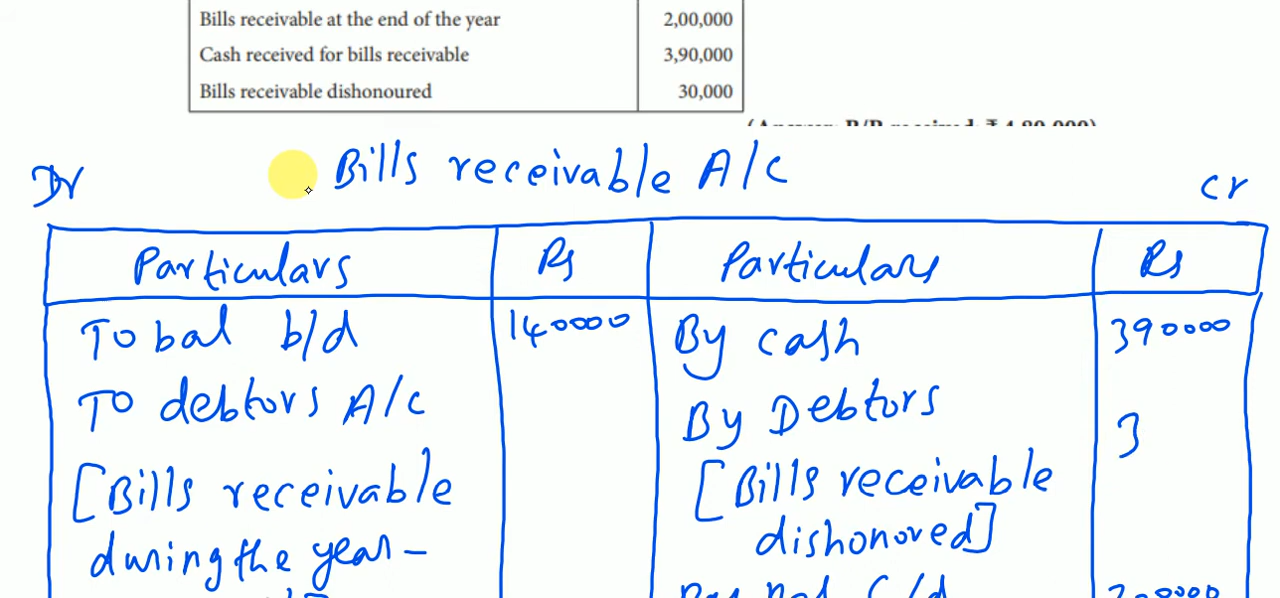 Bills receivable at the end of the year 2,00,000
Cash received for bills receivable 3,90,000
Bills receivable dishonoured 30,000
Dr Bills receivable A/C Cr
Particulars Rs Particulars Rs
To bal b/d 140000 By cash 390000
To debtors A/C By Debtors 3
[Bills receivable [Bills receivable
during the year- dishonored]